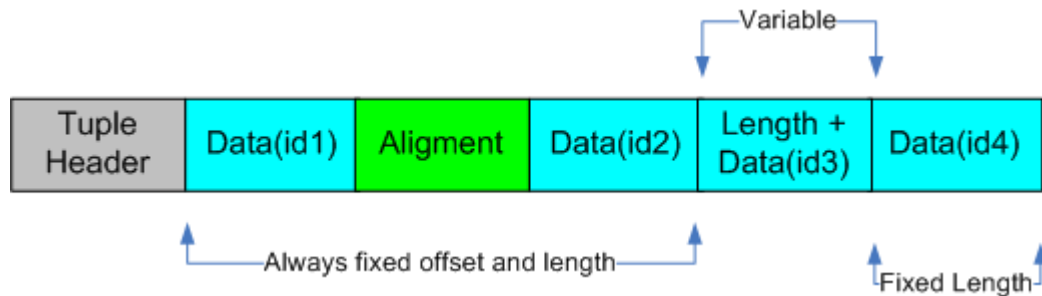 Variable
Tuple
Header
Data(id1)
Aligment
Data(id2)
Length +
Data(id3)
Data(id4)
Always fixed offset and length
Fixed Length